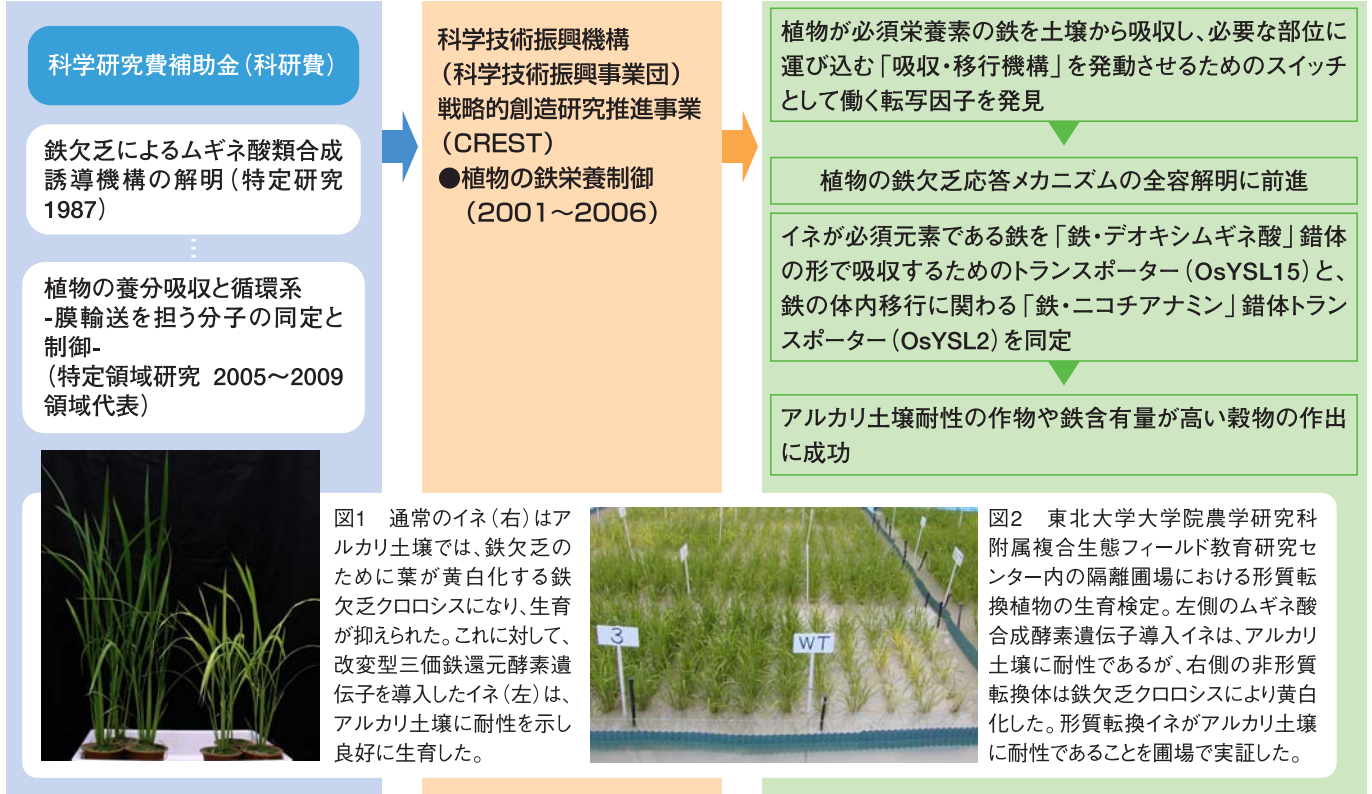 科学研究費補助金（科研費）
鉄欠乏によるムギネ酸類合成
誘導機構の解明（特定研究
1987）
植物の養分吸収と循環系
-膜輸送を担う分子の同定と
制御-
（特定領域研究 2005〜2009
領域代表）
科学技術振興機構
（科学技術振興事業団）
戦略的創造研究推進事業
（CREST）
●植物の鉄栄養制御
（2001〜2006）
植物が必須栄養素の鉄を土壌から吸収し、必要な部位に
運び込む「吸収・移行機構」を発動させるためのスイッチ
として働く転写因子を発見
植物の鉄欠乏応答メカニズムの全容解明に前進
イネが必須元素である鉄を「鉄・デオキシムギネ酸」錯体
の形で吸収するためのトランスポーター（OsYSL15）と、
鉄の体内移行に関わる「鉄・ニコチアナミン」錯体トラン
スポーター（OsYSL2）を同定
アルカリ土壌耐性の作物や鉄含有量が高い穀物の作出
に成功
図1　通常のイネ（右）はア
ルカリ土壌では、鉄欠乏の
ために葉が黄白化する鉄
欠乏クロロシスになり、生育
が抑えられた。これに対して、
改変型三価鉄還元酵素遺
伝子を導入したイネ（左）は、
アルカリ土壌に耐性を示し
良好に生育した。
3
WT
図2　東北大学大学院農学研究科
附属複合生態フィールド教育研究セ
ンター内の隔離圃場における形質転
換植物の生育検定。左側のムギネ酸
合成酵素遺伝子導入イネは、アルカリ
土壌に耐性であるが、右側の非形質
転換体は鉄欠乏クロロシスにより黄白
化した。形質転換イネがアルカリ土壌
に耐性であることを圃場で実証した。